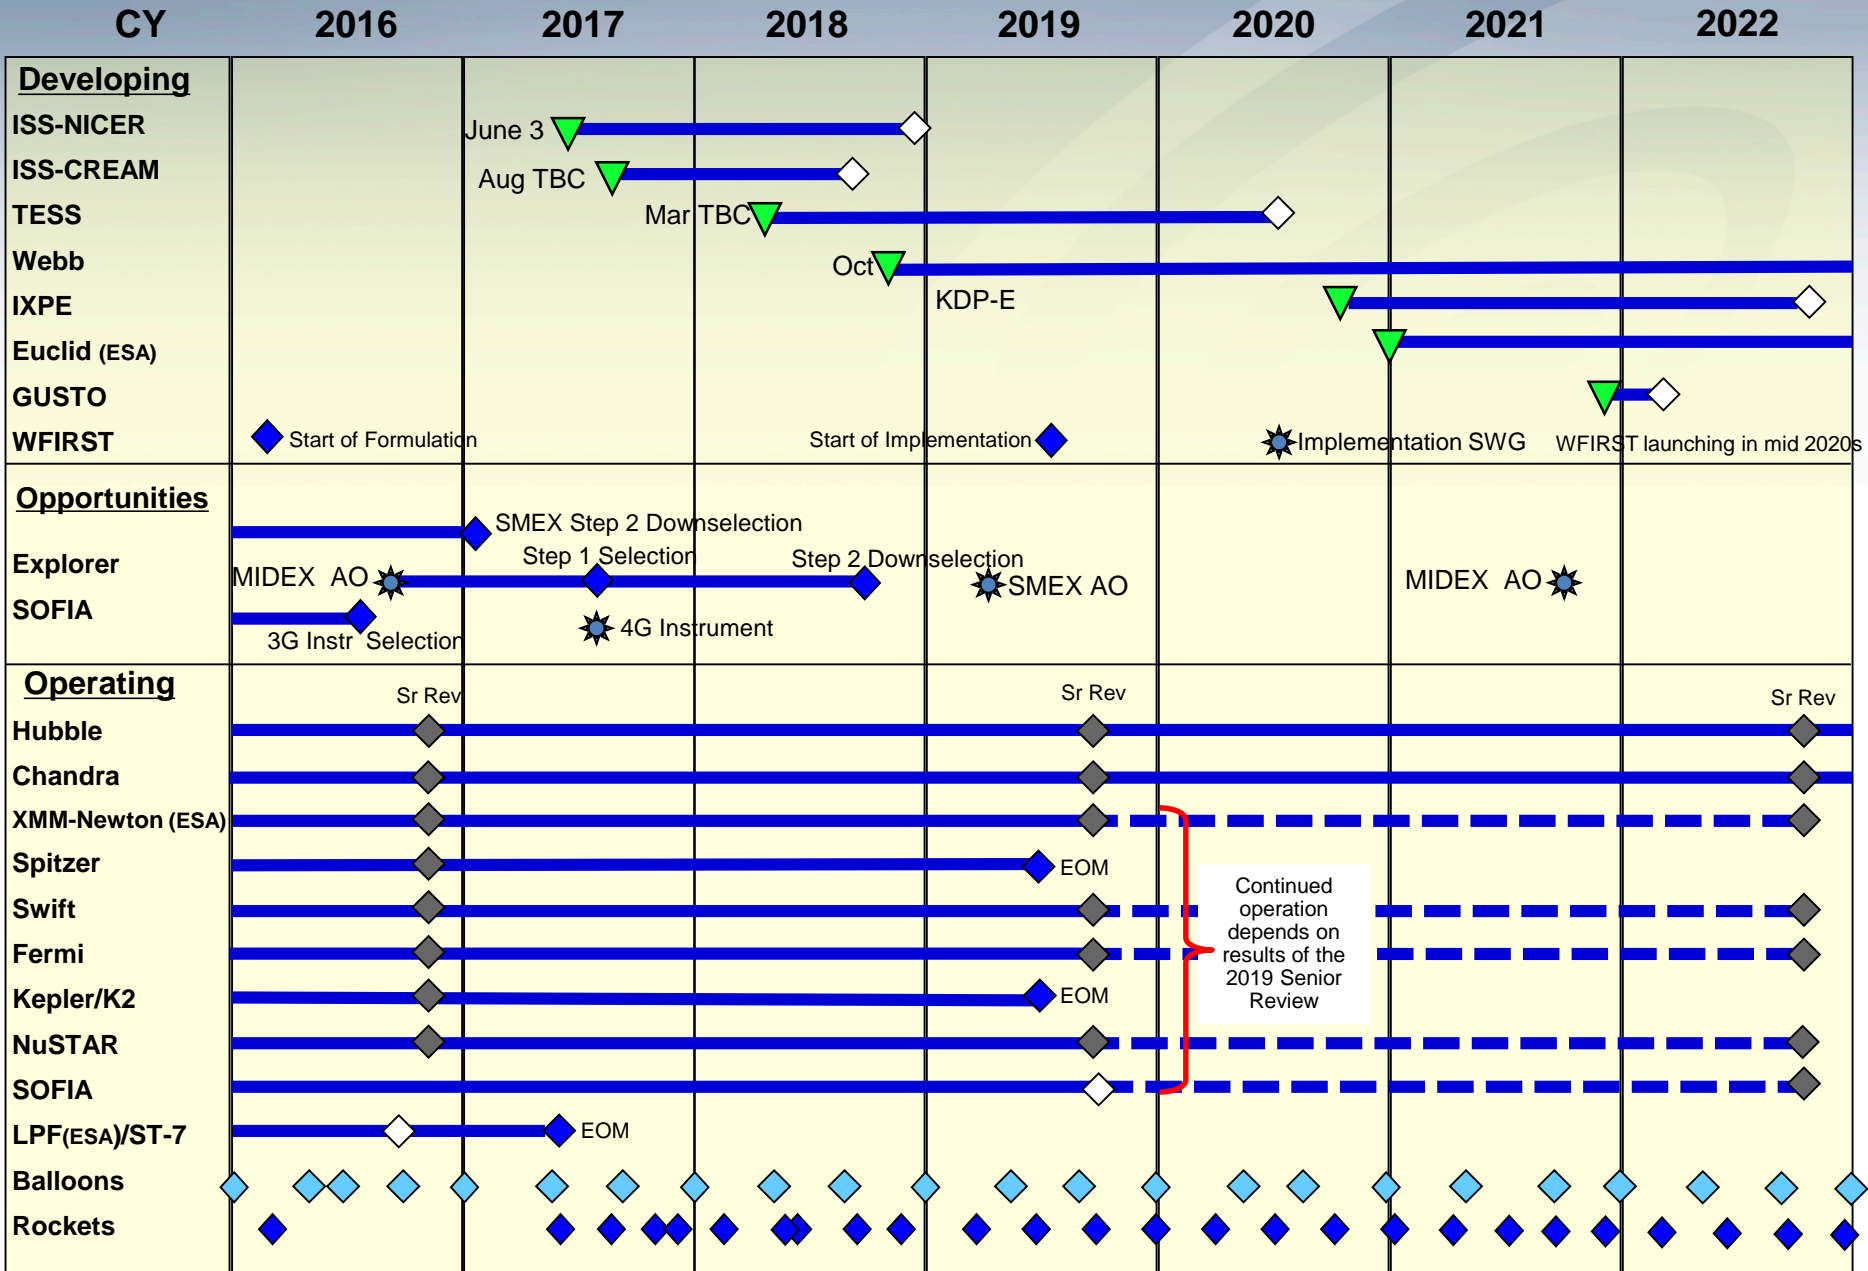 CY 2016 2017 2018 2019 2020 2021 2022
Developing
ISS-NICER June 3
ISS-CREAM Aug TBC
TESS Mar TBC
Webb Oct
IXPE KDP-E
Euclid (ESA)
GUSTO
WFIRST Start of Formulation Start of Implementation Implementation SWG WFIRST launching in mid 2020s
Opportunities
SMEX Step 2 Downselection
Step 1 Selection Step 2 Downselection
Explorer MIDEX AO SMEX AO MIDEX AO
SOFIA
3G Instr Selection 4G Instrument
Operating
Sr Rev Sr Rev Sr Rev
Hubble
Chandra
XMM-Newton (ESA)
Spitzer EOM
Swift
Fermi
Kepler/K2 EOM
NuSTAR
SOFIA
Continued
operation
depends on
results of the
2019 Senior
Review
LPF(ESA)/ST-7 EOM
Balloons
Rockets